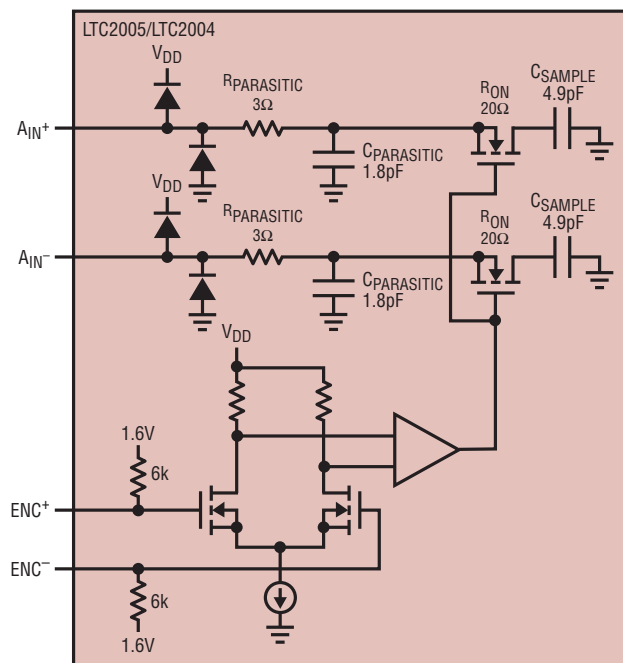 LTC2005/LTC2004
VDD
RPARASITIC
3Ω
RON
20Ω
CSAMPLE
4.9pF
AIN+
CPARASITIC
1.8pF
VDD
RPARASITIC
3Ω
RON
20Ω
CSAMPLE
4.9pF
AIN−
CPARASITIC
1.8pF
VDD
1.6V
6k
ENC+
ENC−
6k
1.6V